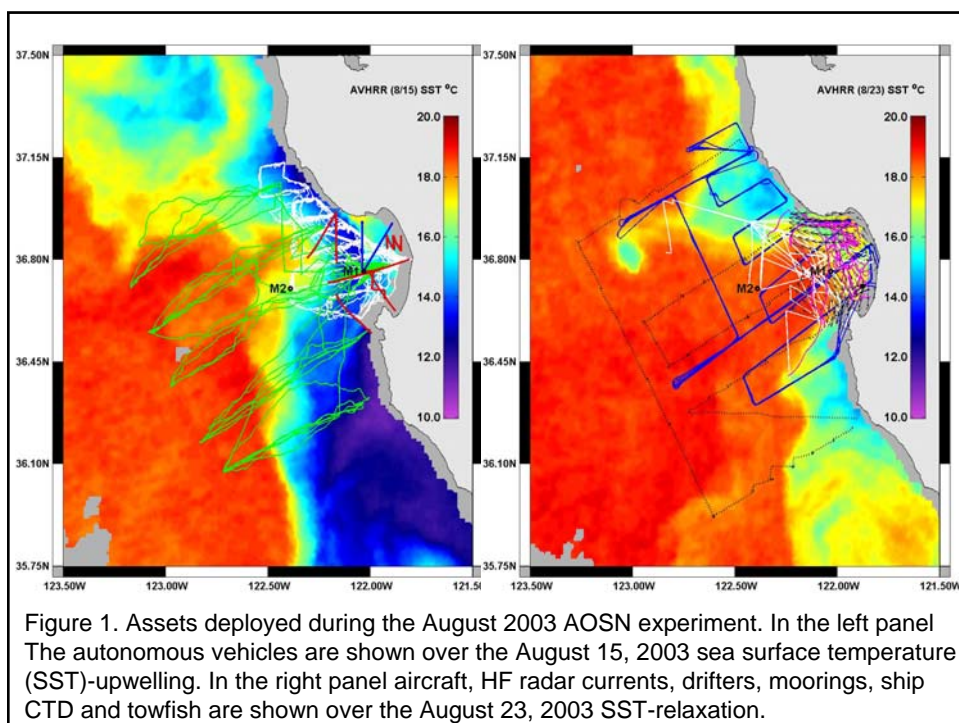 37.50N
37.15N
36.80N
36.45N
36.10N
35.75N
123.50W
123.00W
122.50W
122.00W
121.5
AVHRR (8/15) SST °C
20.0
18.0
16.0
14.0
12.0
10.0
M1
M2
NN
37.50N
37.15N
36.80N
36.45N
36.10N
35.75N
123.50W
123.00W
122.50W
122.00W
121.50W
AVHRR (8/23) SST °C
20.0
18.0
16.0
14.0
12.0
10.0
M1
M2
Figure 1. Assets deployed during the August 2003 AOSN experiment. In the left panel
The autonomous vehicles are shown over the August 15, 2003 sea surface temperature
(SST)-upwelling. In the right panel aircraft, HF radar currents, drifters, moorings, ship
CTD and towfish are shown over the August 23, 2003 SST-relaxation.